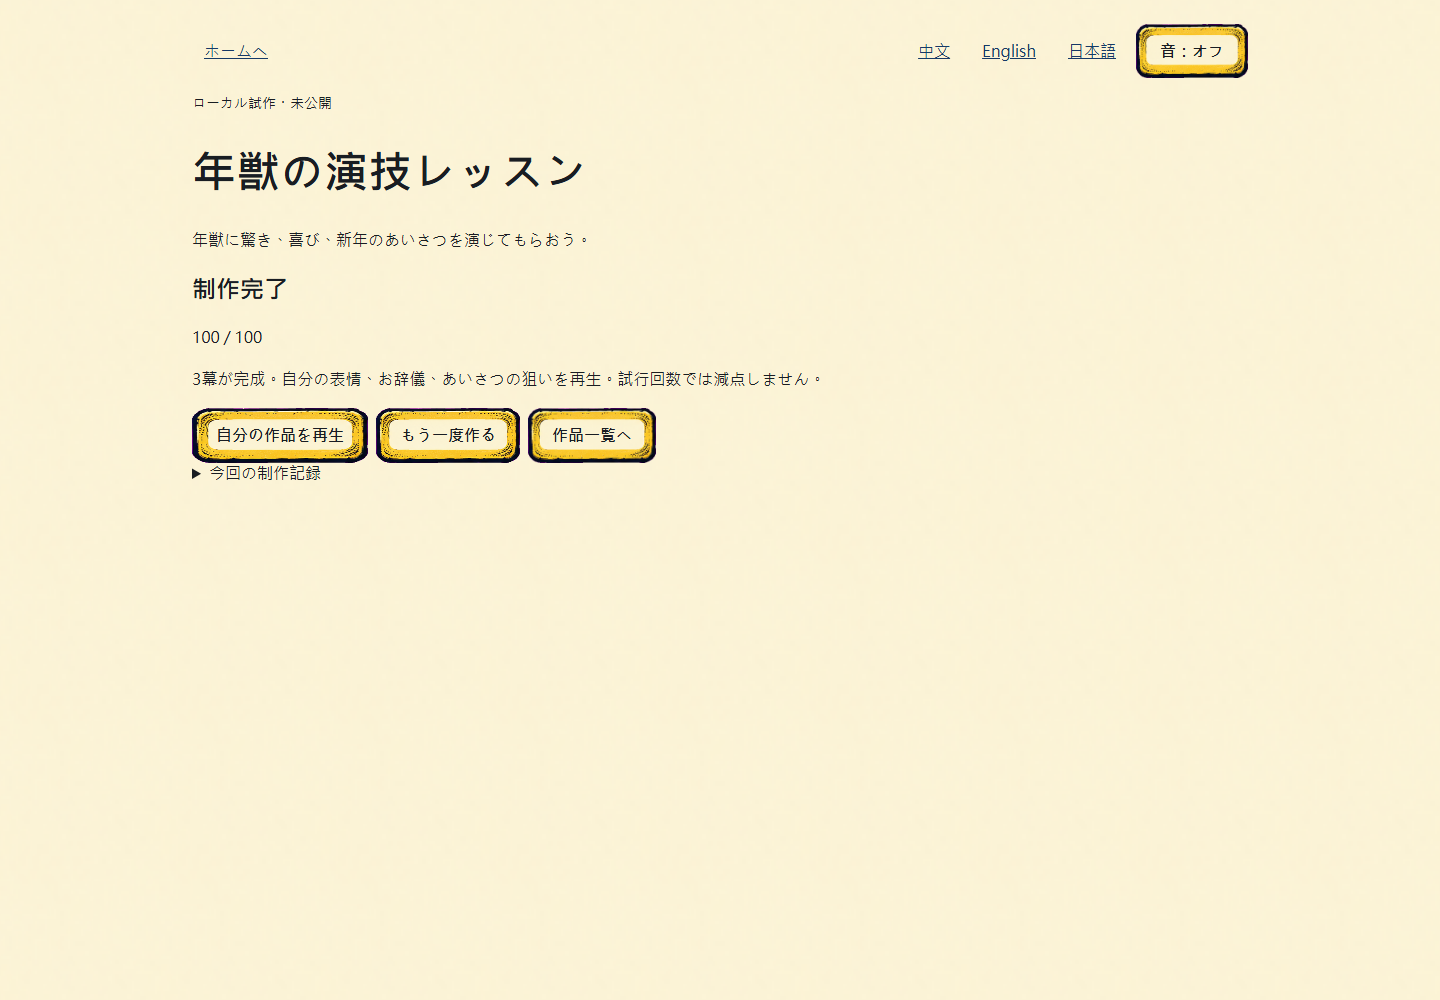 ホームへ
中文 English 日本語 音：オフ
ローカル試作・未公開
年獣の演技レッスン
年獣に驚き、喜び、新年のあいさつを演じてもらおう。
制作完了
100 / 100
3幕が完成。自分の表情、お辞儀、あいさつの狙いを再生。試行回数では減点しません。
自分の作品を再生 もう一度作る 作品一覧へ
今回の制作記録